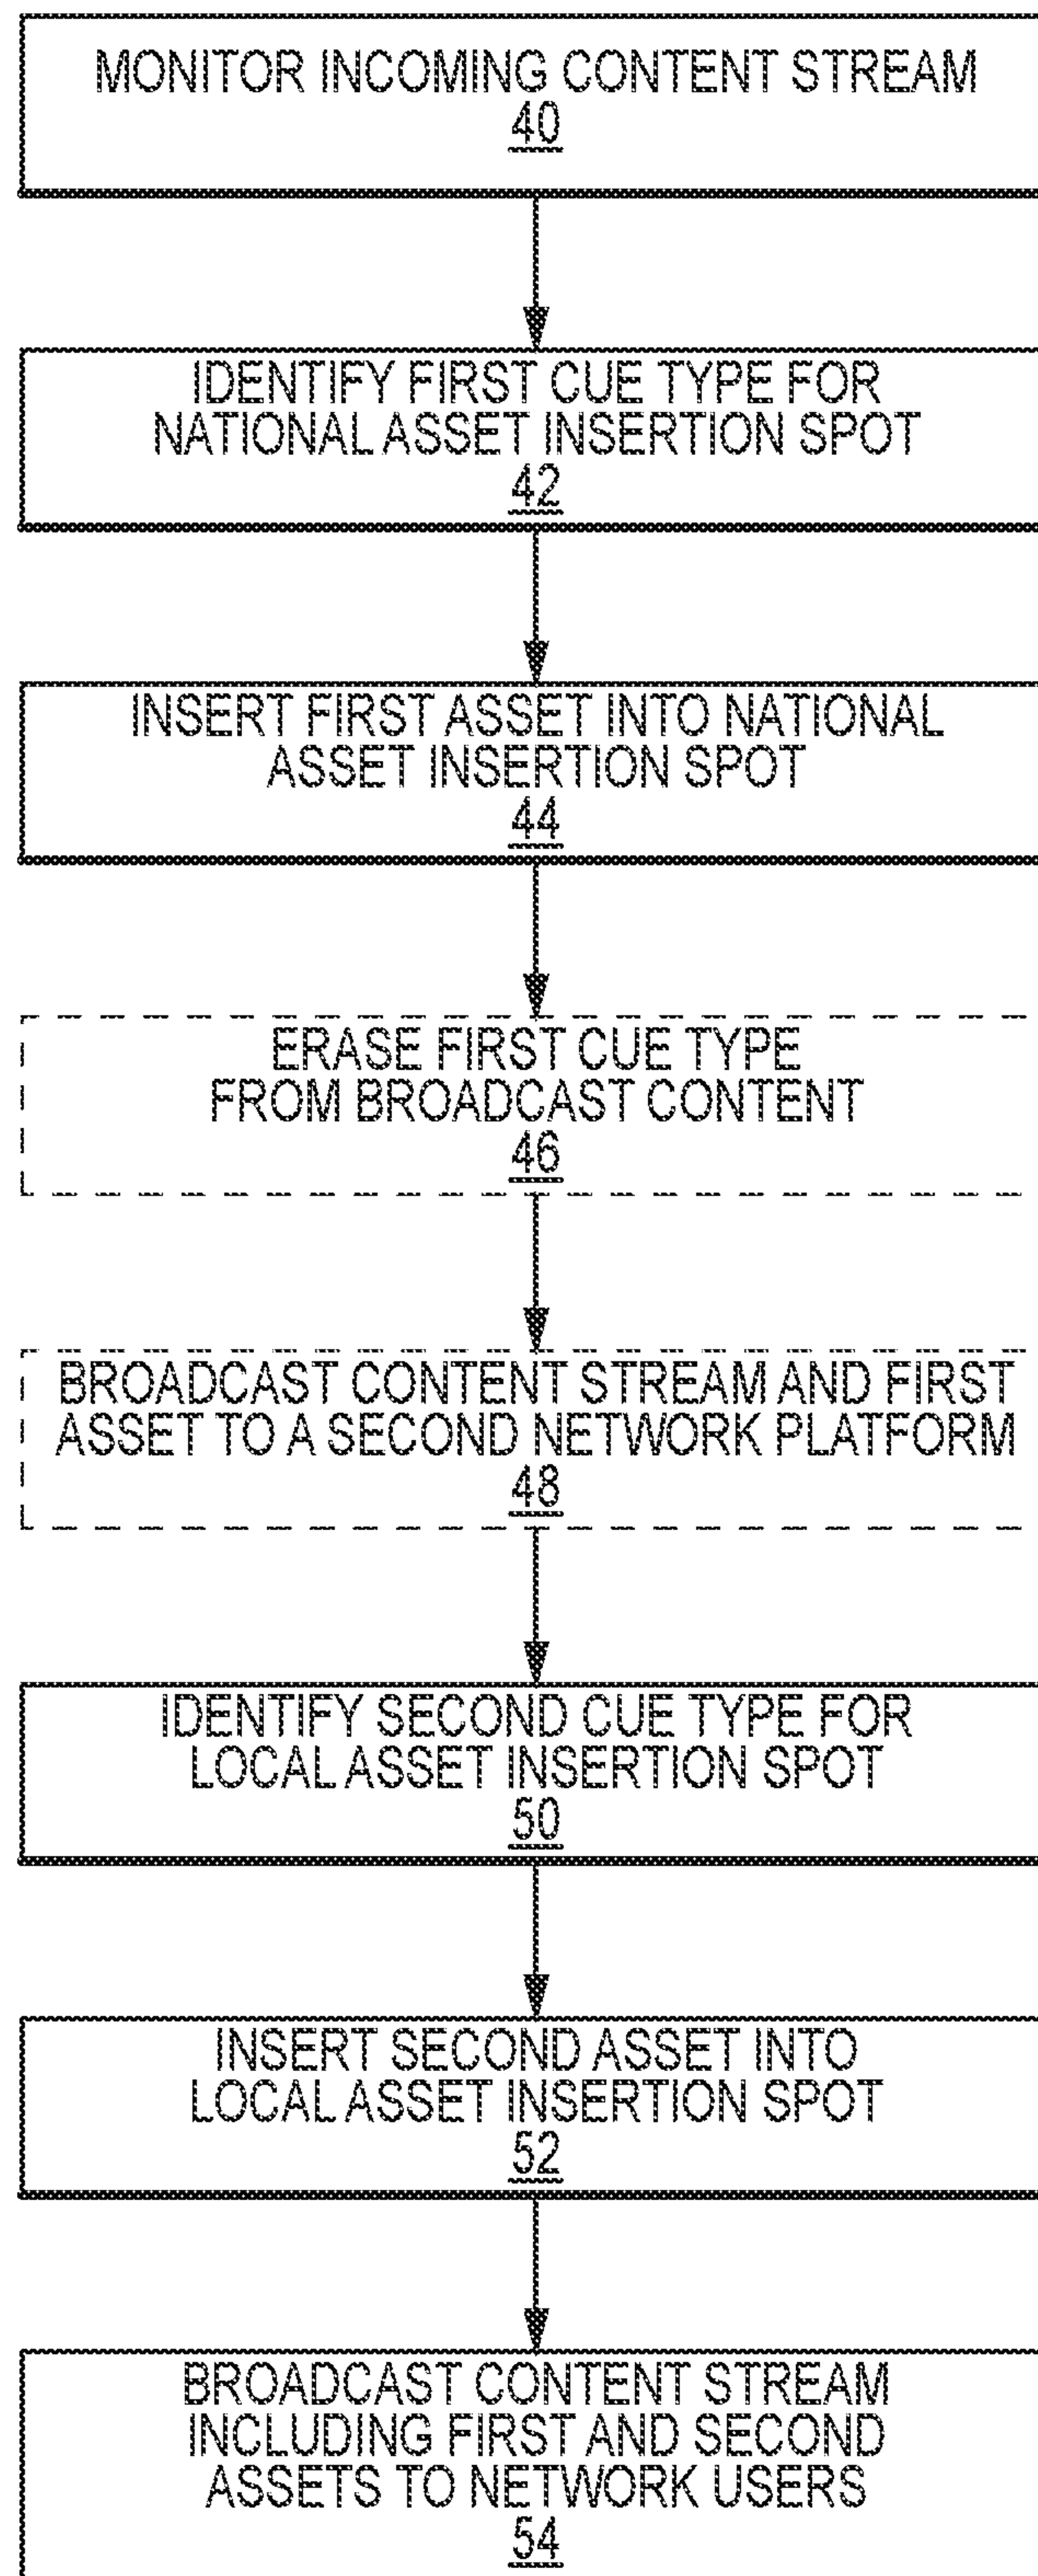 MONITOR INCOMING CONTENT STREAM
40
IDENTIFY FIRST CUE TYPE FOR
NATIONAL ASSET INSERTION SPOT
42
INSERT FIRST ASSET INTO NATIONAL
ASSET INSERTION SPOT
44
ERASE FIRST CUE TYPE
FROM BROADCAST CONTENT
46
BROADCAST CONTENT STREAM AND FIRST
ASSET TO A SECOND NETWORK PLATFORM
48
IDENTIFY SECOND CUE TYPE FOR
LOCAL ASSET INSERTION SPOT
50
INSERT SECOND ASSET INTO
LOCAL ASSET INSERTION SPOT
52
BROADCAST CONTENT STREAM
INCLUDING FIRST AND SECOND
ASSETS TO NETWORK USERS
54